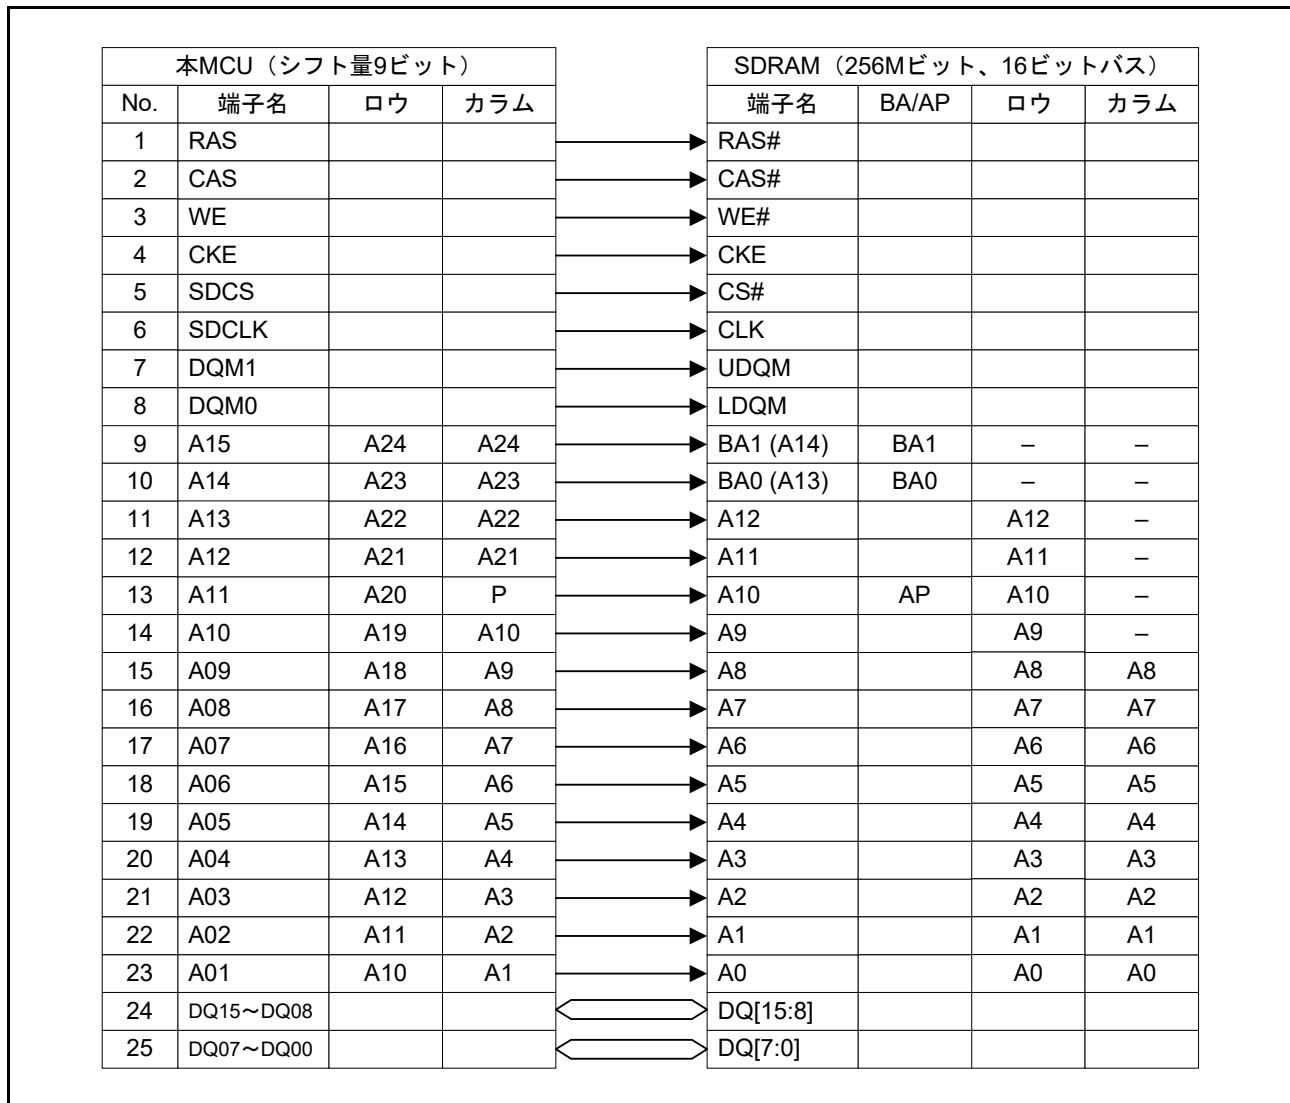 本MCU（シフト量9ビット） SDRAM（256Mビット、16ビットバス）
No. 端子名 ロウ カラム 端子名 BA/AP ロウ カラム
1 RAS RAS#
2 CAS CAS#
3 WE WE#
4 CKE CKE
5 SDCS CS#
6 SDCLK CLK
7 DQM1 UDQM
8 DQM0 LDQM
9 A15 A24 A24 BA1 (A14) BA1 – –
10 A14 A23 A23 BA0 (A13) BA0 – –
11 A13 A22 A22 A12 A12 –
12 A12 A21 A21 A11 A11 –
13 A11 A20 P A10 AP A10 –
14 A10 A19 A10 A9 A9 –
15 A09 A18 A9 A8 A8 A8
16 A08 A17 A8 A7 A7 A7
17 A07 A16 A7 A6 A6 A6
18 A06 A15 A6 A5 A5 A5
19 A05 A14 A5 A4 A4 A4
20 A04 A13 A4 A3 A3 A3
21 A03 A12 A3 A2 A2 A2
22 A02 A11 A2 A1 A1 A1
23 A01 A10 A1 A0 A0 A0
24 DQ15～DQ08 DQ[15:8]
25 DQ07～DQ00 DQ[7:0]